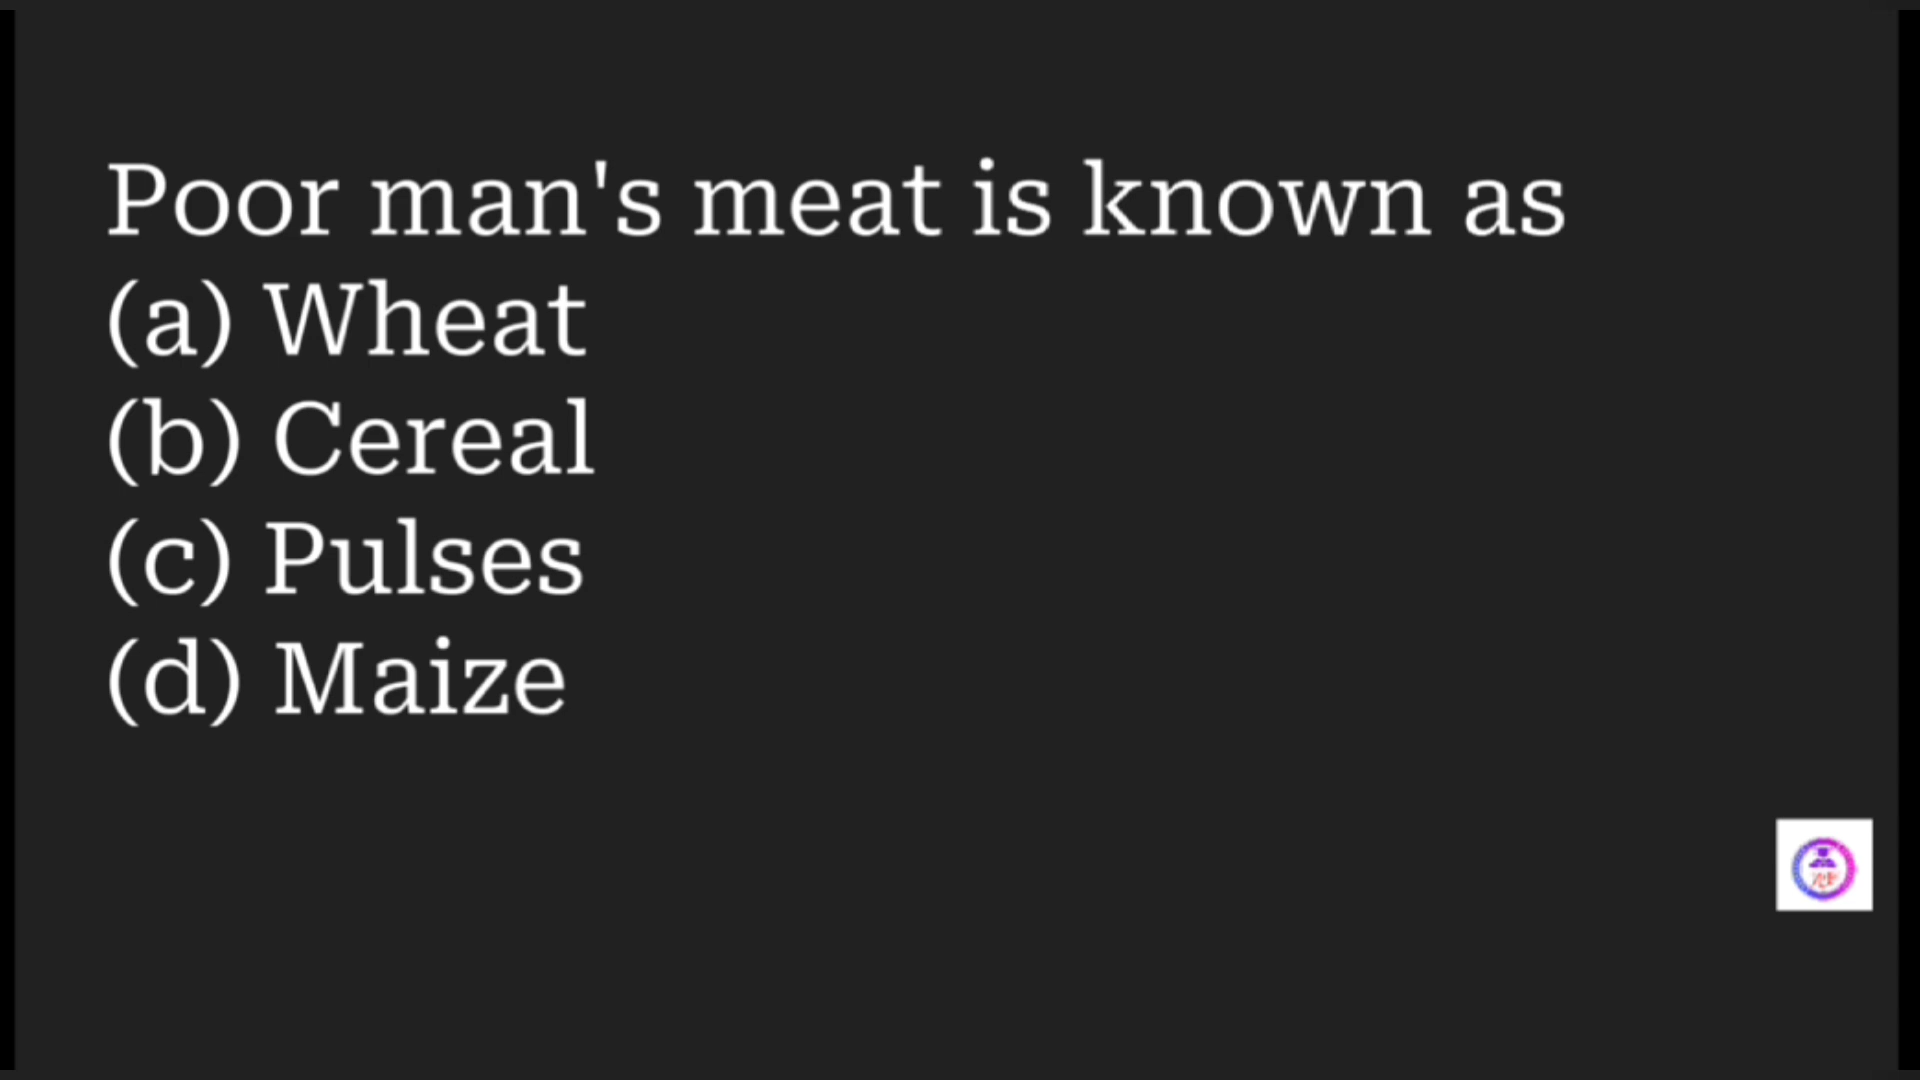 Poor man's meat is known as
(a) Wheat
(b) Cereal
(c) Pulses
(d) Maize